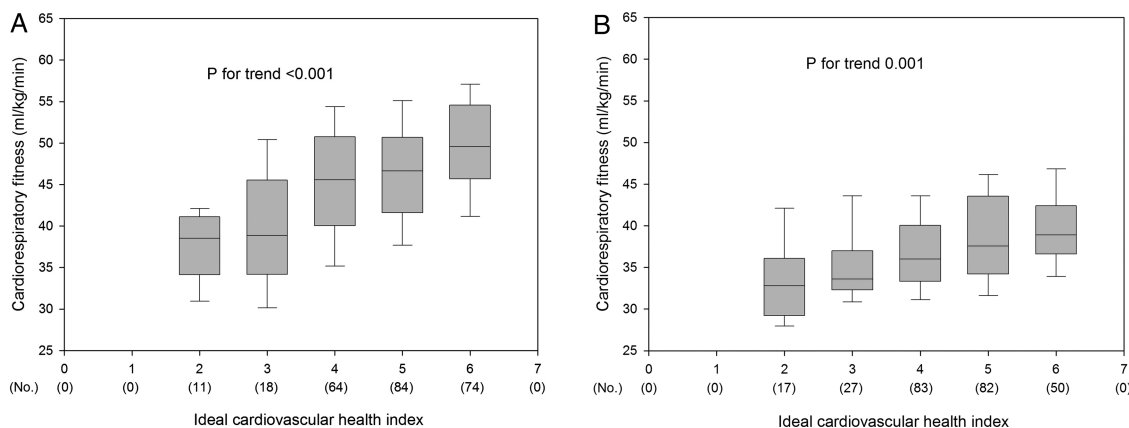 A
65
60
55
50
45
40
35
30
25
Cardiorespiratory fitness (ml/kg/min)
P for trend <0.001
0 1 2 3 4 5 6 7
(No.) (0) (0) (11) (18) (64) (84) (74) (0)
Ideal cardiovascular health index
B
65
60
55
50
45
40
35
30
25
Cardiorespiratory fitness (ml/kg/min)
P for trend 0.001
0 1 2 3 4 5 6 7
(No.) (0) (0) (17) (27) (83) (82) (50) (0)
Ideal cardiovascular health index